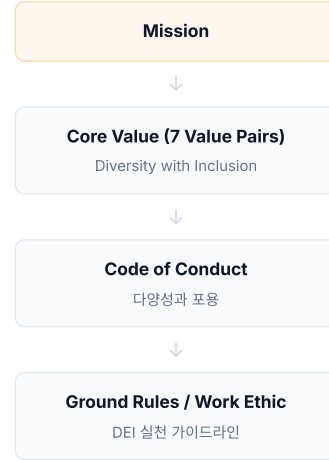 Mission
Core Value (7 Value Pairs)
Diversity with Inclusion
Code of Conduct
다양성과 포용
Ground Rules / Work Ethic
DEI 실천 가이드라인